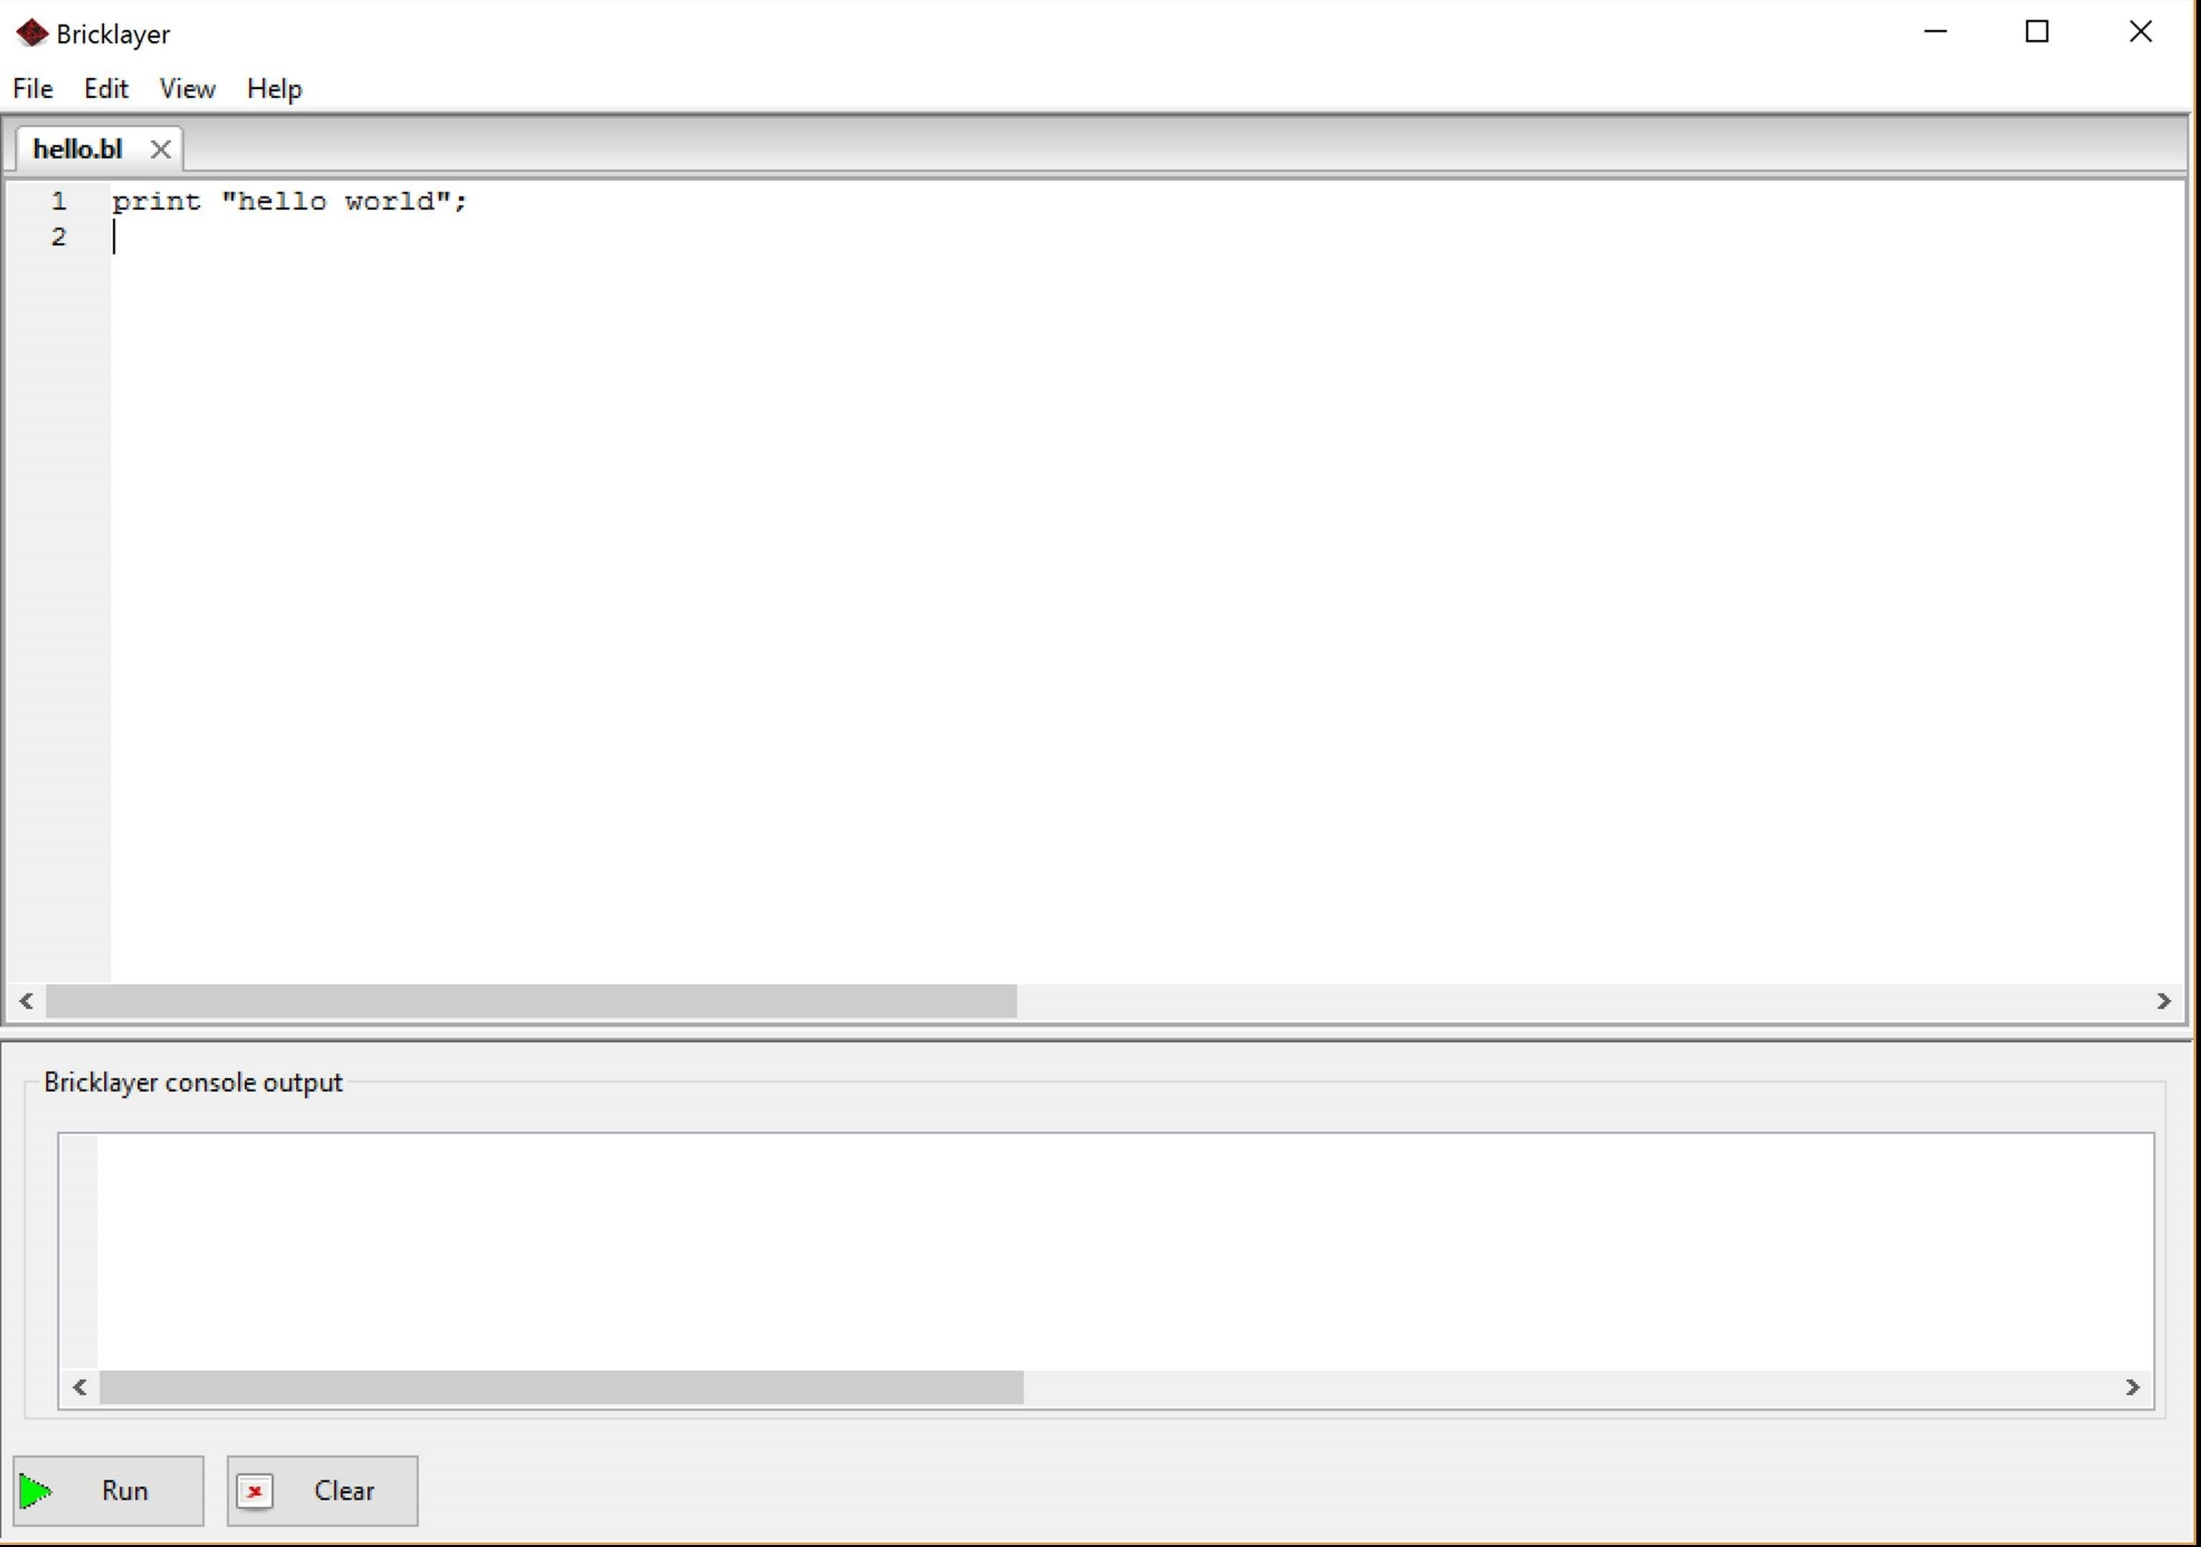 Bricklayer
File Edit View Help
hello.bl
1 print "hello world";
2
Bricklayer console output
Run Clear